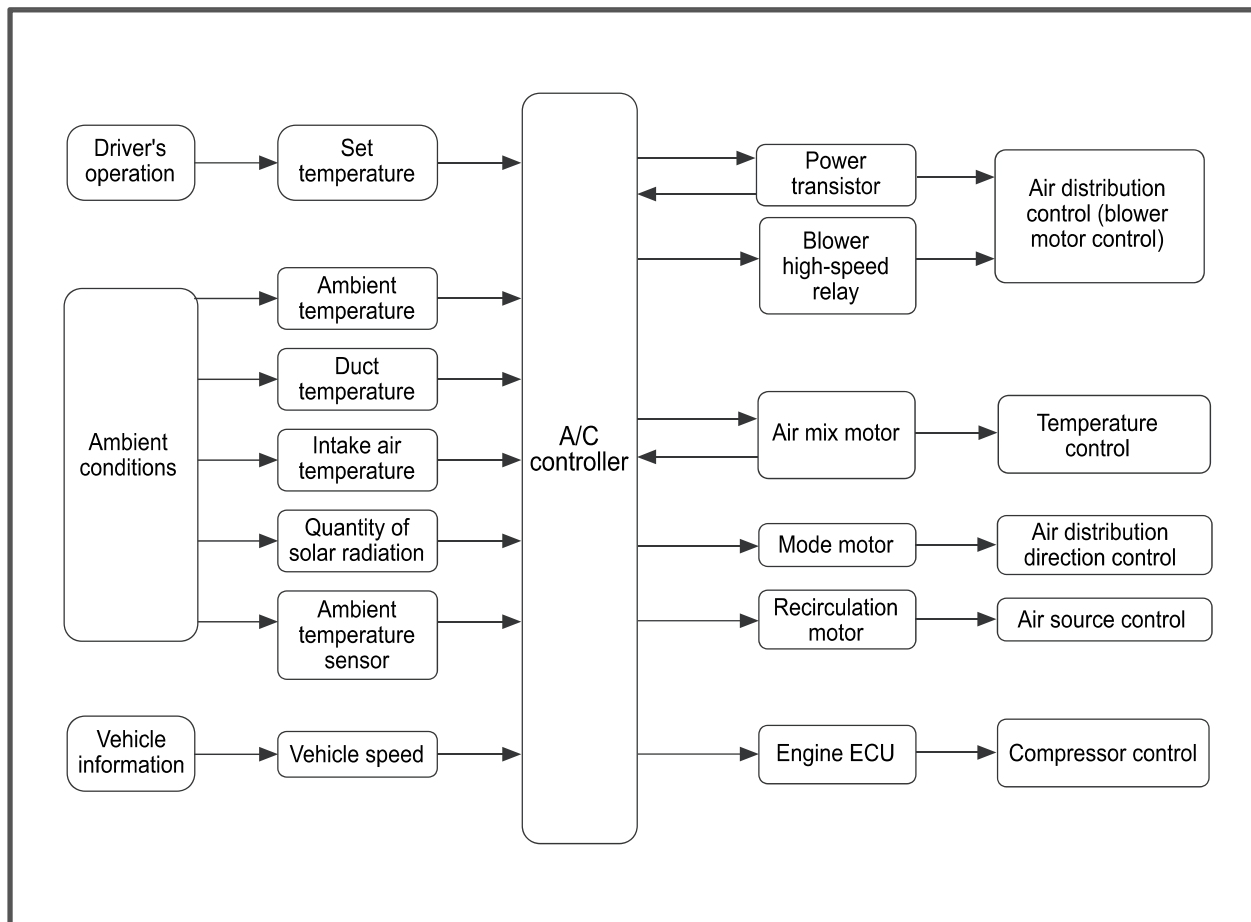 Driver's
operation
Set
temperature
Ambient
conditions
Ambient
temperature
Duct
temperature
Intake air
temperature
Quantity of
solar radiation
Ambient
temperature
sensor
Vehicle
information
Vehicle speed
A/C
controller
Power
transistor
Blower
high-speed
relay
Air distribution
control (blower
motor control)
Air mix motor
Temperature
control
Mode motor
Air distribution
direction control
Recirculation
motor
Air source control
Engine ECU
Compressor control